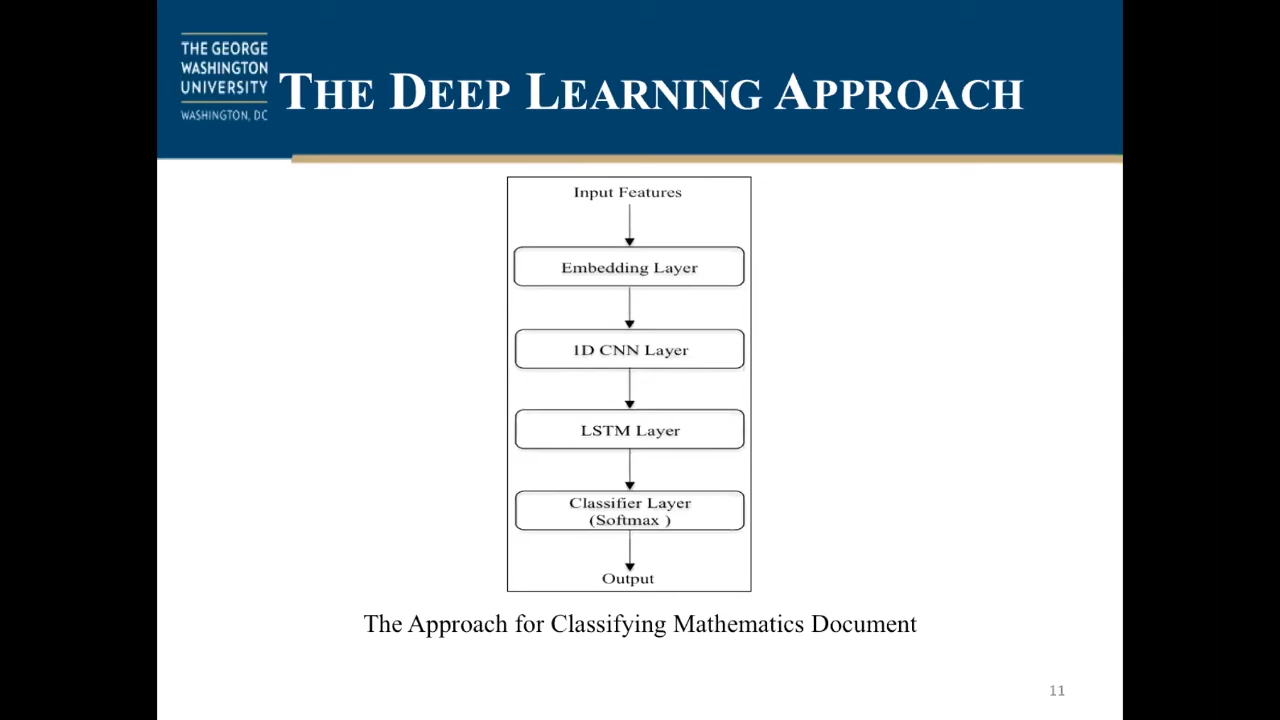 THE GEORGE
WASHINGTON
UNIVERSITY
WASHINGTON, DC
THE DEEP LEARNING APPROACH
Input Features
Embedding Layer
1D CNN Layer
LSTM Layer
Classifier Layer
(Softmax )
Output
The Approach for Classifying Mathematics Document
11